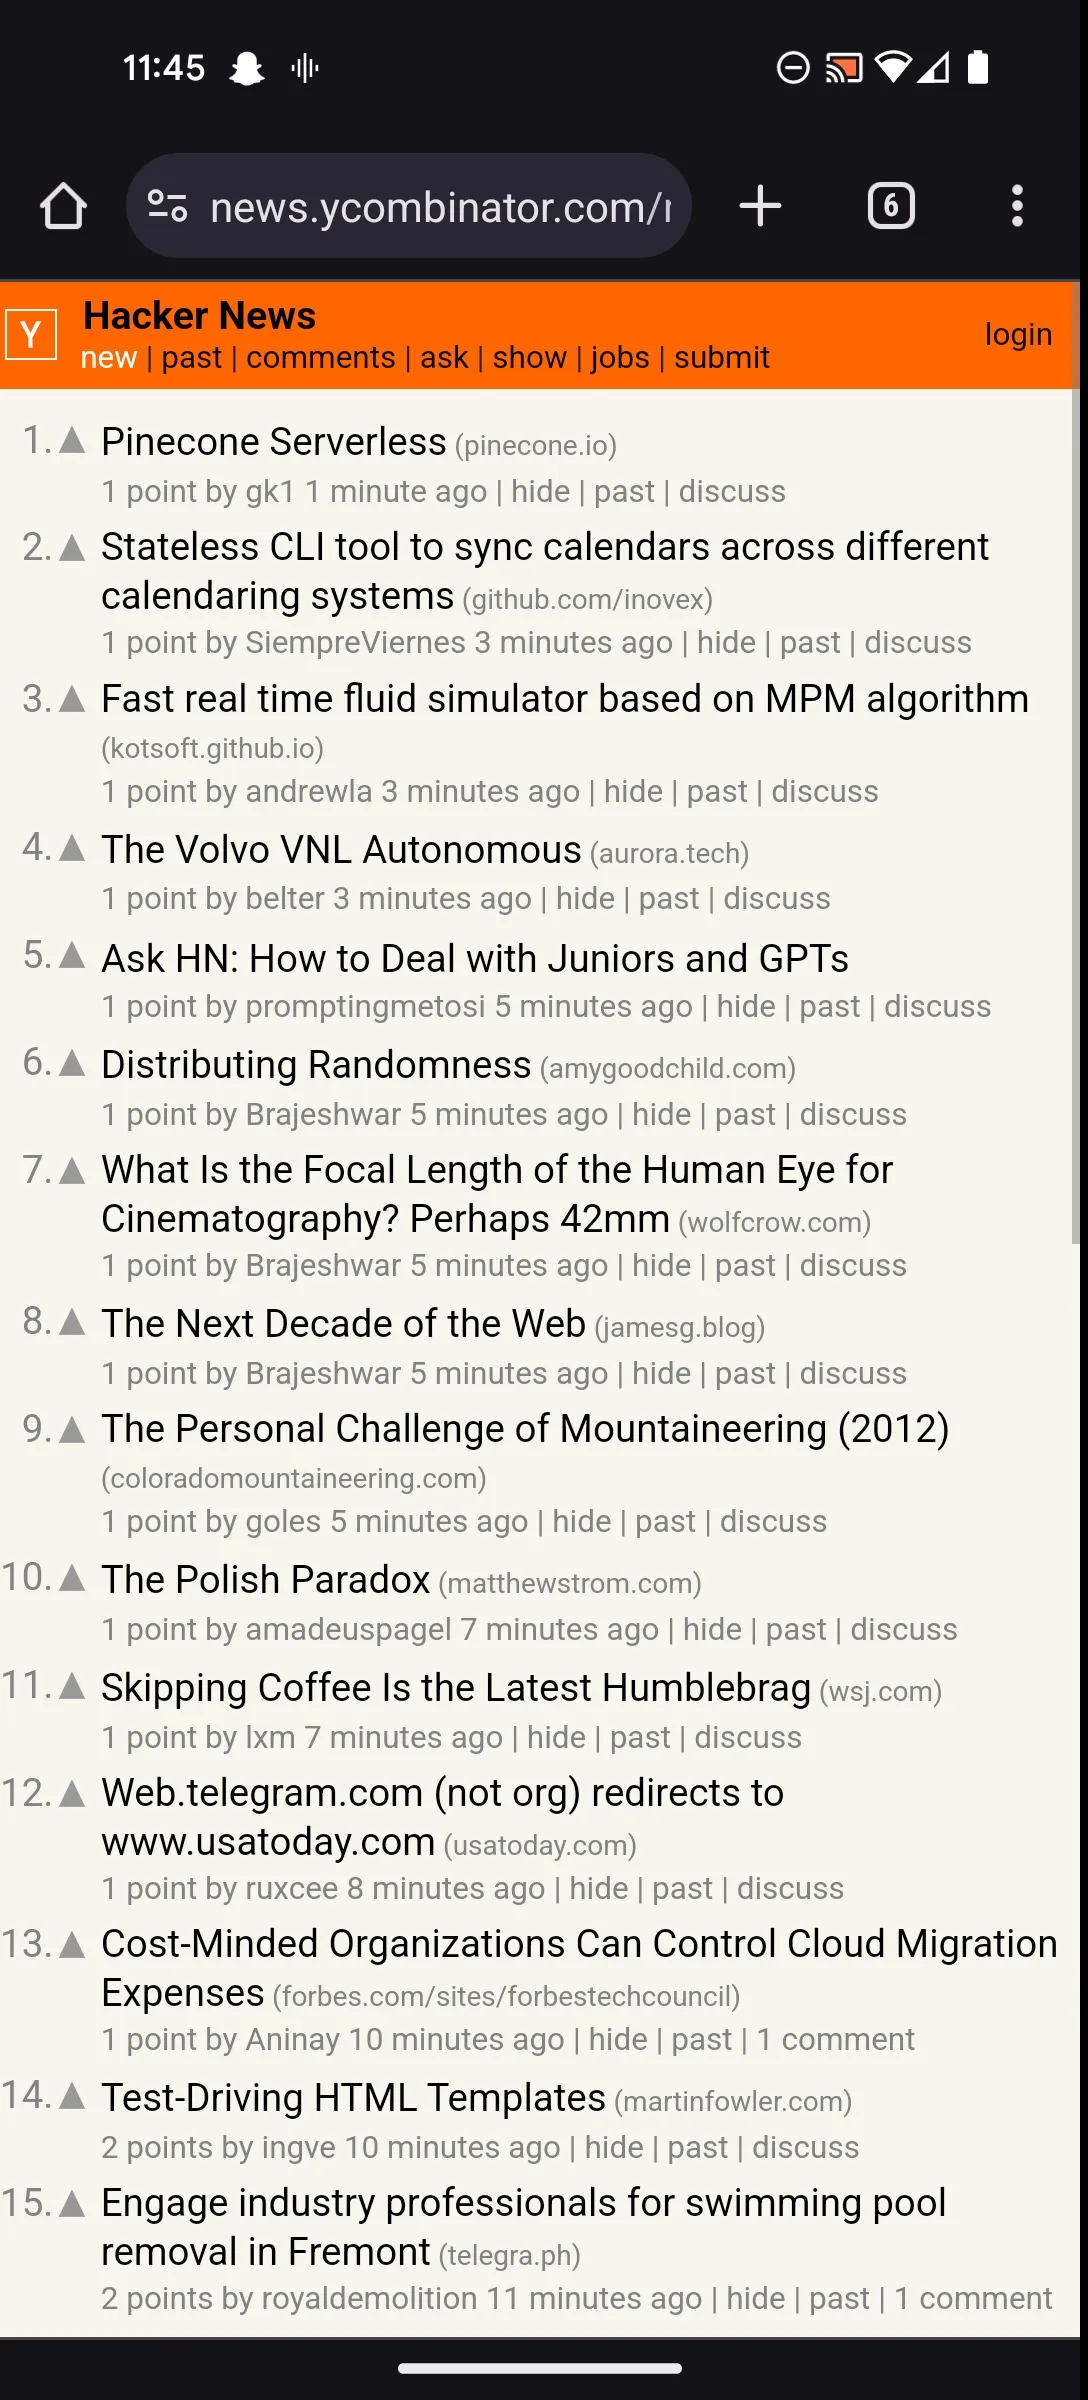 11:45
news.ycombinator.com/
6
Y
Hacker News
new | past | comments | ask | show | jobs | submit
login
1. Pinecone Serverless (pinecone.io)
1 point by gk1 1 minute ago | hide | past | discuss
2. Stateless CLI tool to sync calendars across different
calendaring systems (github.com/inovex)
1 point by SiempreViernes 3 minutes ago | hide | past | discuss
3. Fast real time fluid simulator based on MPM algorithm
(kotsoft.github.io)
1 point by andrewla 3 minutes ago | hide | past | discuss
4. The Volvo VNL Autonomous (aurora.tech)
1 point by belter 3 minutes ago | hide | past | discuss
5. Ask HN: How to Deal with Juniors and GPTs
1 point by promptingmetosi 5 minutes ago | hide | past | discuss
6. Distributing Randomness (amygoodchild.com)
1 point by Brajeshwar 5 minutes ago | hide | past | discuss
7. What Is the Focal Length of the Human Eye for
Cinematography? Perhaps 42mm (wolfcrow.com)
1 point by Brajeshwar 5 minutes ago | hide | past | discuss
8. The Next Decade of the Web (jamesg.blog)
1 point by Brajeshwar 5 minutes ago | hide | past | discuss
9. The Personal Challenge of Mountaineering (2012)
(coloradomountaineering.com)
1 point by goles 5 minutes ago | hide | past | discuss
10. The Polish Paradox (matthewstrom.com)
1 point by amadeuspagel 7 minutes ago | hide | past | discuss
11. Skipping Coffee Is the Latest Humblebrag (wsj.com)
1 point by lxm 7 minutes ago | hide | past | discuss
12. Web.telegram.com (not org) redirects to
www.usatoday.com (usatoday.com)
1 point by ruxcee 8 minutes ago | hide | past | discuss
13. Cost-Minded Organizations Can Control Cloud Migration
Expenses (forbes.com/sites/forbestechcouncil)
1 point by Aninay 10 minutes ago | hide | past | 1 comment
14. Test-Driving HTML Templates (martinfowler.com)
2 points by ingve 10 minutes ago | hide | past | discuss
15. Engage industry professionals for swimming pool
removal in Fremont (telegra.ph)
2 points by royaldemolition 11 minutes ago | hide | past | 1 comment